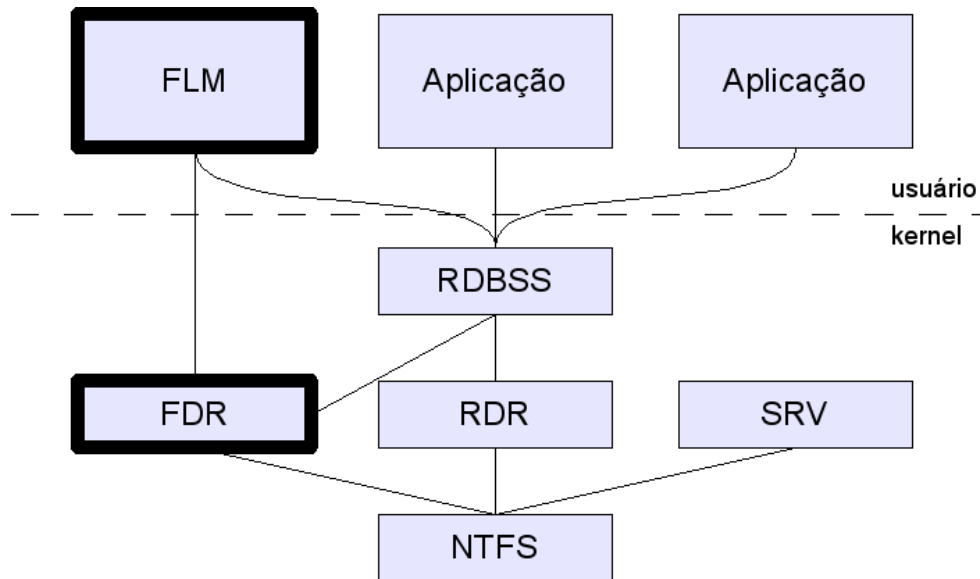 FLM
Aplicação
Aplicação
usuário
kernel
RDBSS
FDR
RDR
SRV
NTFS